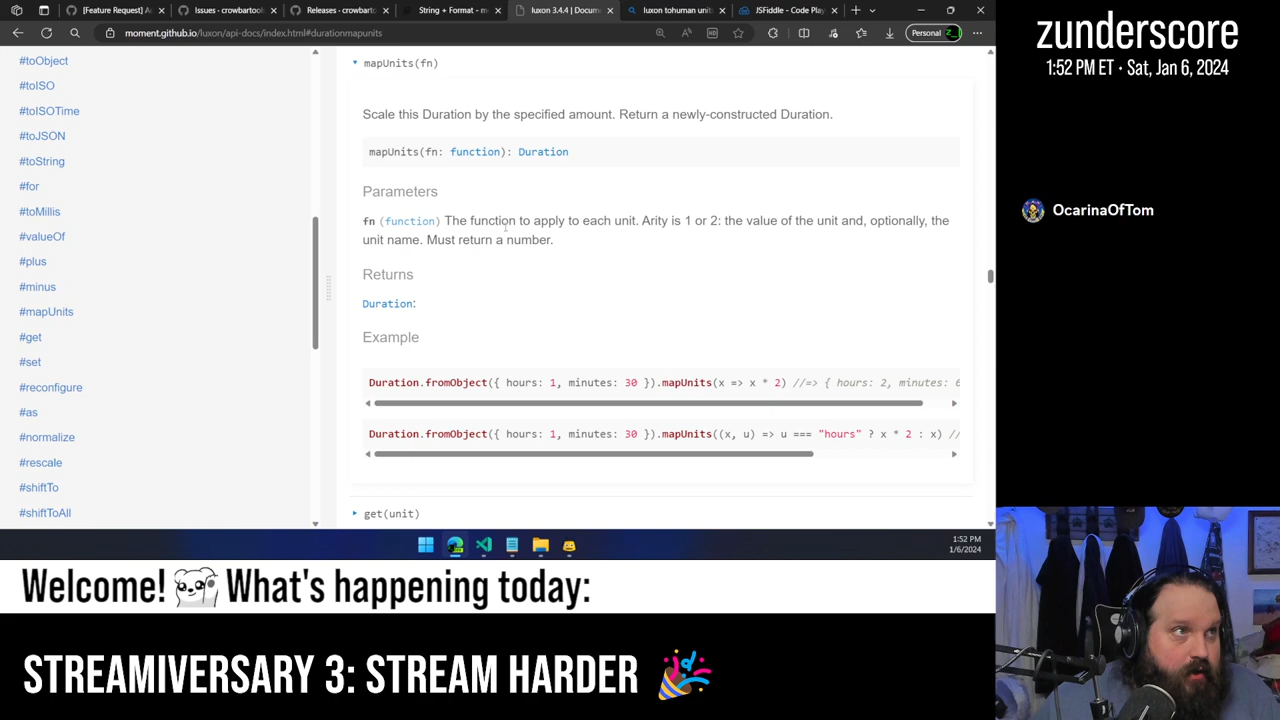 [Feature Request] A
Issues - crowbartool
Releases - crowbarto
String + Format - m
luxon 3.4.4 | Docum
luxon tohuman unit
JSFiddle - Code Play
moment.github.io/luxon/api-docs/index.html#durationmapunits
Personal
#toObject
#toISO
#toISOTime
#toJSON
#toString
#for
#toMillis
#valueOf
#plus
#minus
#mapUnits
#get
#set
#reconfigure
#as
#normalize
#rescale
#shiftTo
#shiftToAll
mapUnits(fn)
Scale this Duration by the specified amount. Return a newly-constructed Duration.
mapUnits(fn: function): Duration
Parameters
fn (function) The function to apply to each unit. Arity is 1 or 2: the value of the unit and, optionally, the
unit name. Must return a number.
Returns
Duration:
Example
Duration.fromObject({ hours: 1, minutes: 30 }).mapUnits(x => x * 2) //=> { hours: 2, minutes: 6
Duration.fromObject({ hours: 1, minutes: 30 }).mapUnits((x, u) => u === "hours" ? x * 2 : x) //
get(unit)
1:52 PM
1/6/2024
zunderscore
1:52 PM ET • Sat, Jan 6, 2024
OcarinaOfTom
Welcome! What's happening today:
STREAMIVERSARY 3: STREAM HARDER